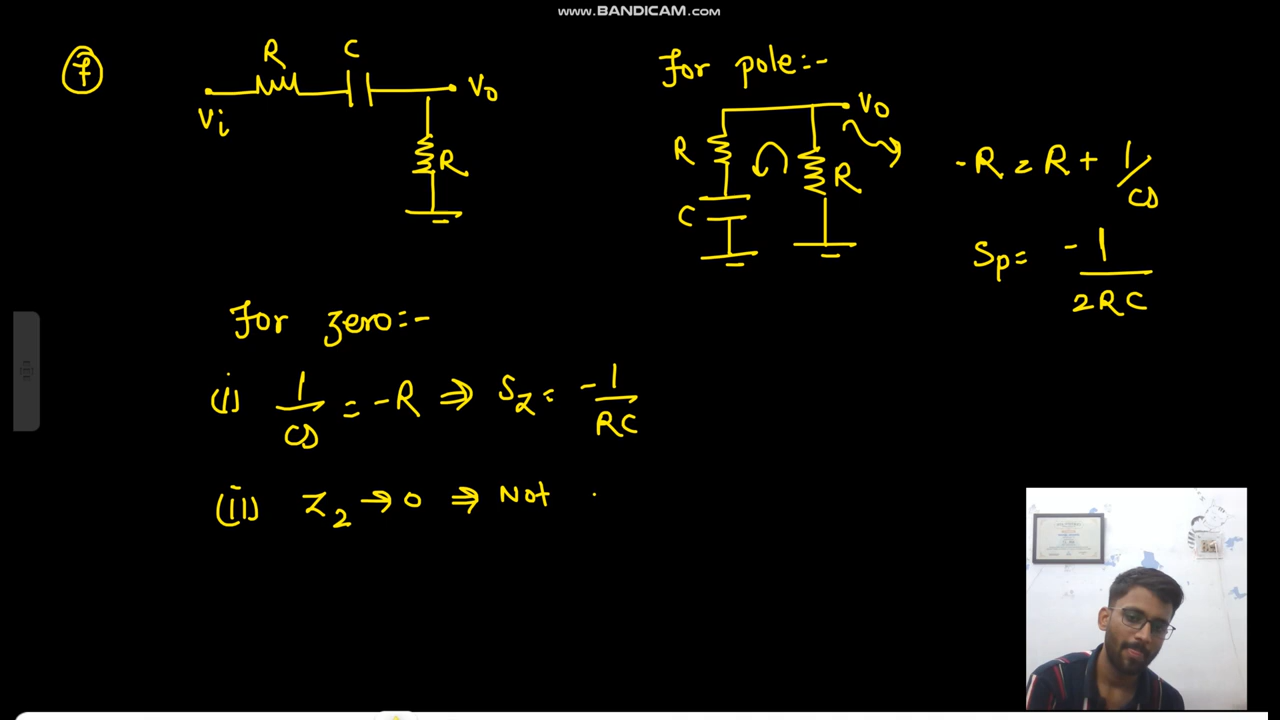 www.BANDICAM.com
⑦
R C
Vi Vo
R
For pole:-
Vo
R R
C
-R = R + 1/CS
Sp = -1/2RC
For zero:-
(i) 1/CS = -R ⇒ Sz = -1/RC
(ii) Z2 → 0 ⇒ Not